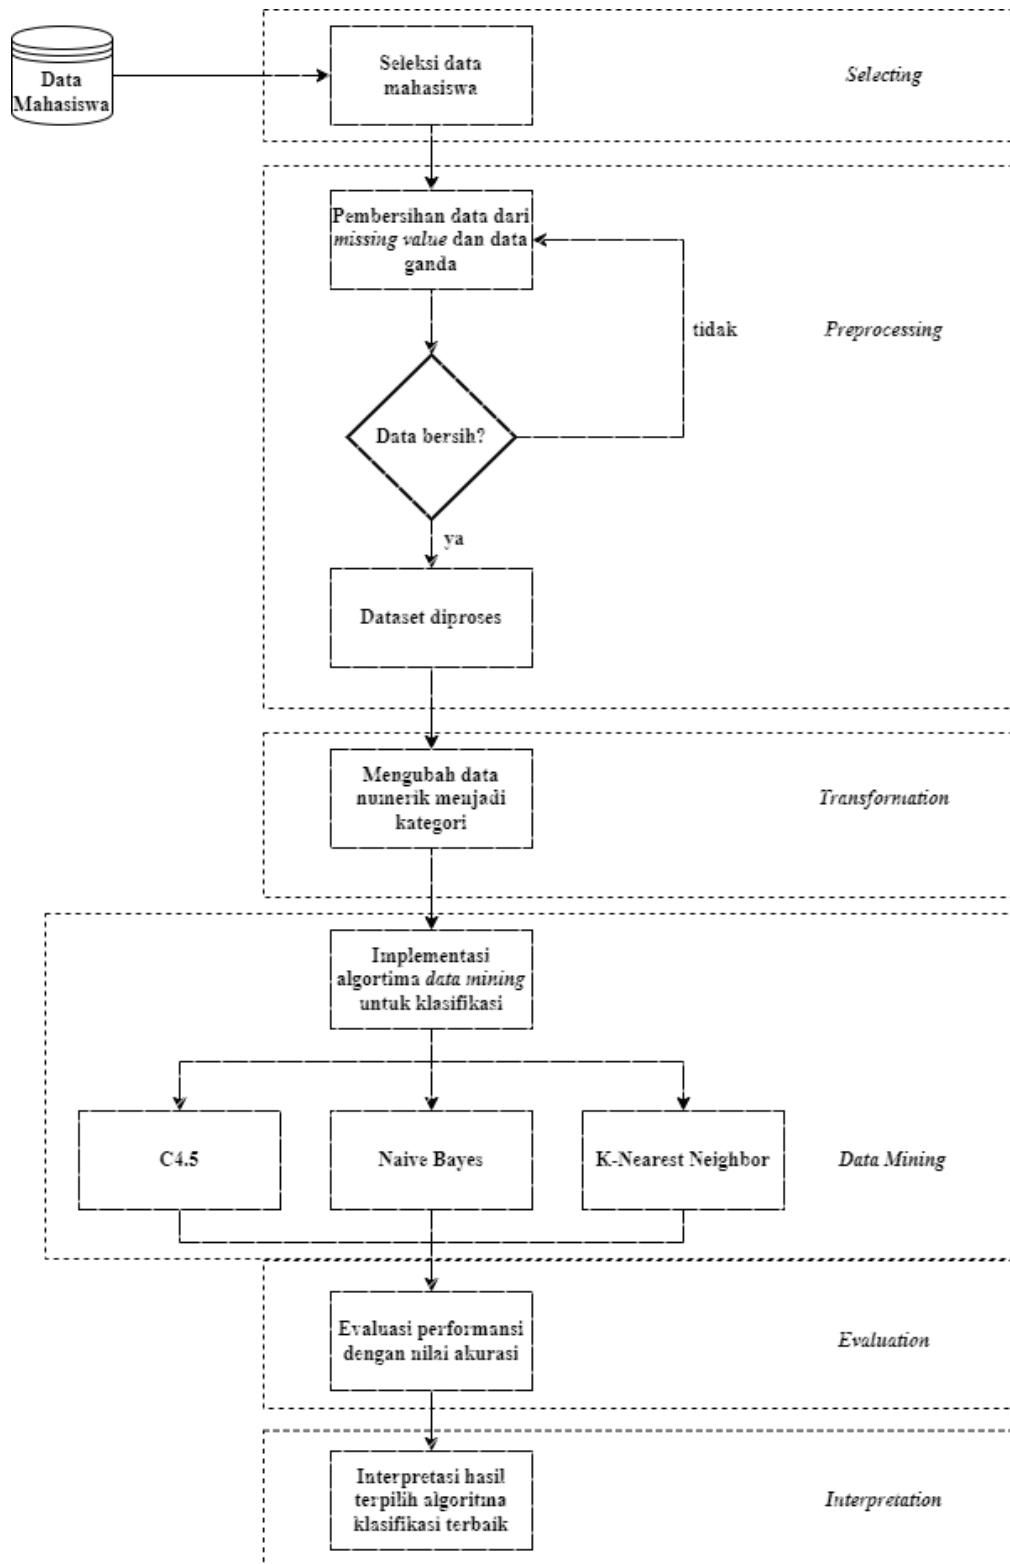 Data
Mahasiswa
Seleksi data
mahasiswa
Selecting
Pembersihan data dari
missing value dan data
ganda
tidak
Preprocessing
Data bersih?
ya
Dataset diproses
Mengubah data
numerik menjadi
kategori
Transformation
Implementasi
algortima data mining
untuk klasifikasi
C4.5
Naive Bayes
K-Nearest Neighbor
Data Mining
Evaluasi performansi
dengan nilai akurasi
Evaluation
Interpretasi hasil
terpilih algoritma
klasifikasi terbaik
Interpretation